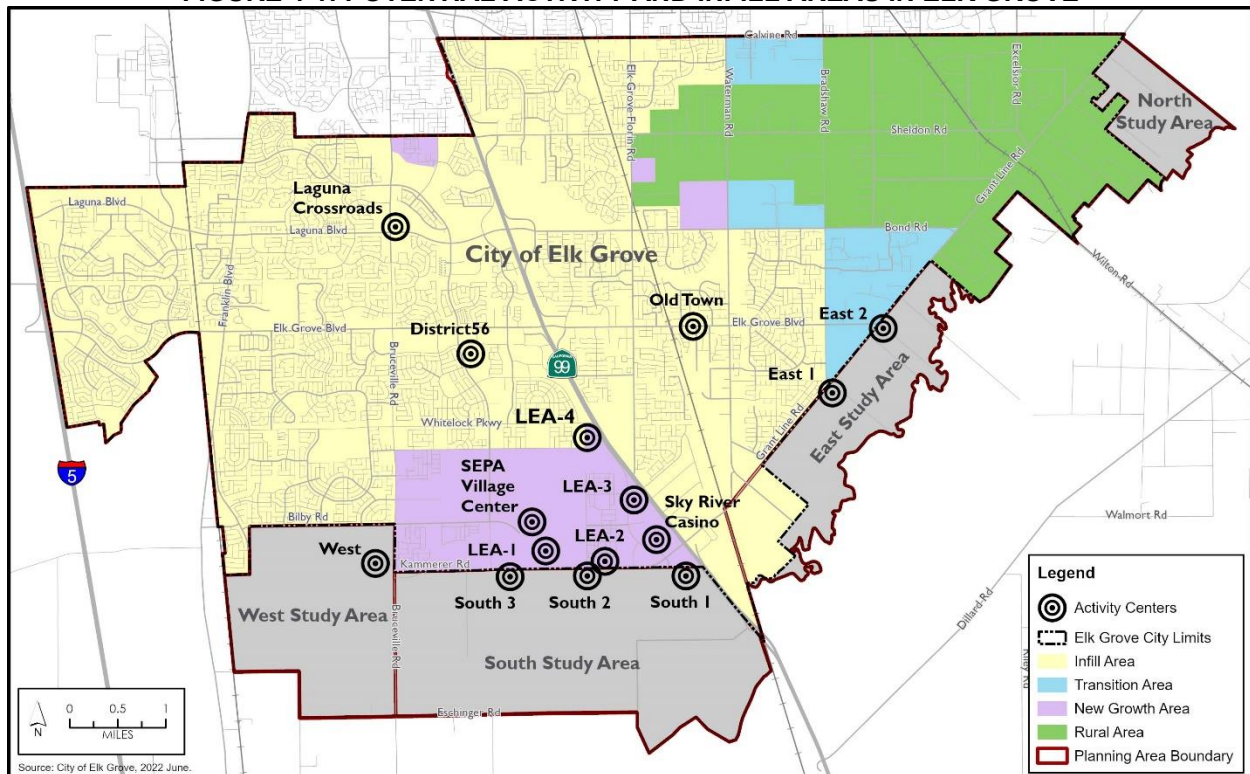 FIGURE 4-1: POTENTIAL ACTIVITY AND INFILL AREAS IN ELK GROVE
Calvine Rd
Elk Grove-Florin Rd
Waterman Rd
Bradshaw Rd
Excelsior Rd
North
Study Area
Sheldon Rd
Grant Line Rd
Laguna
Crossroads
Laguna Blvd
Laguna Blvd
Bond Rd
City of Elk Grove
Wilton Rd
Franklin Blvd
Old Town
Elk Grove Blvd
District56
Elk Grove Blvd
East 2
Bruceville Rd
CALIFORNIA
99
East 1
East Study Area
Grant Line Rd
LEA-4
Whitelock Pkwy
5
SEPA
Village
Center
LEA-3
Sky River
Casino
Bilby Rd
Walmort Rd
West
LEA-2
LEA-1
Kammerer Rd
South 3
South 2
South 1
West Study Area
Bruceville Rd
South Study Area
Dillard Rd
Riley Rd
Eschinger Rd
N
0 0.5 1
MILES
Source: City of Elk Grove, 2022 June.
Legend
Activity Centers
Elk Grove City Limits
Infill Area
Transition Area
New Growth Area
Rural Area
Planning Area Boundary